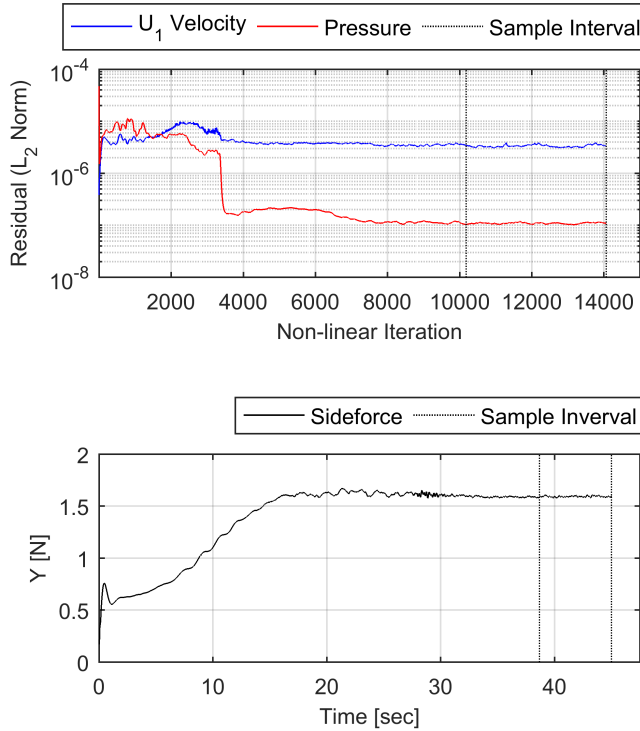 U1 Velocity Pressure Sample Interval
10-4
10-6
10-8
Residual (L2 Norm)
2000 4000 6000 8000 10000 12000 14000
Non-linear Iteration
Sideforce Sample Inverval
2
1.5
1
0.5
0
Y [N]
0 10 20 30 40
Time [sec]